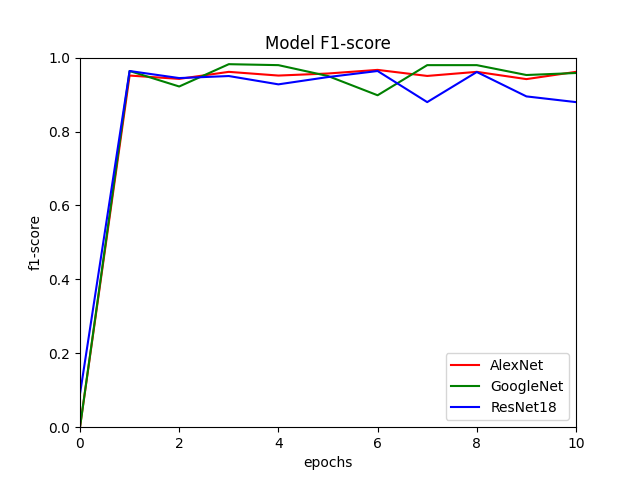 Model F1-score
1.0
0.8
0.6
0.4
0.2
0.0
f1-score
0 2 4 6 8 10
epochs
AlexNet
GoogleNet
ResNet18